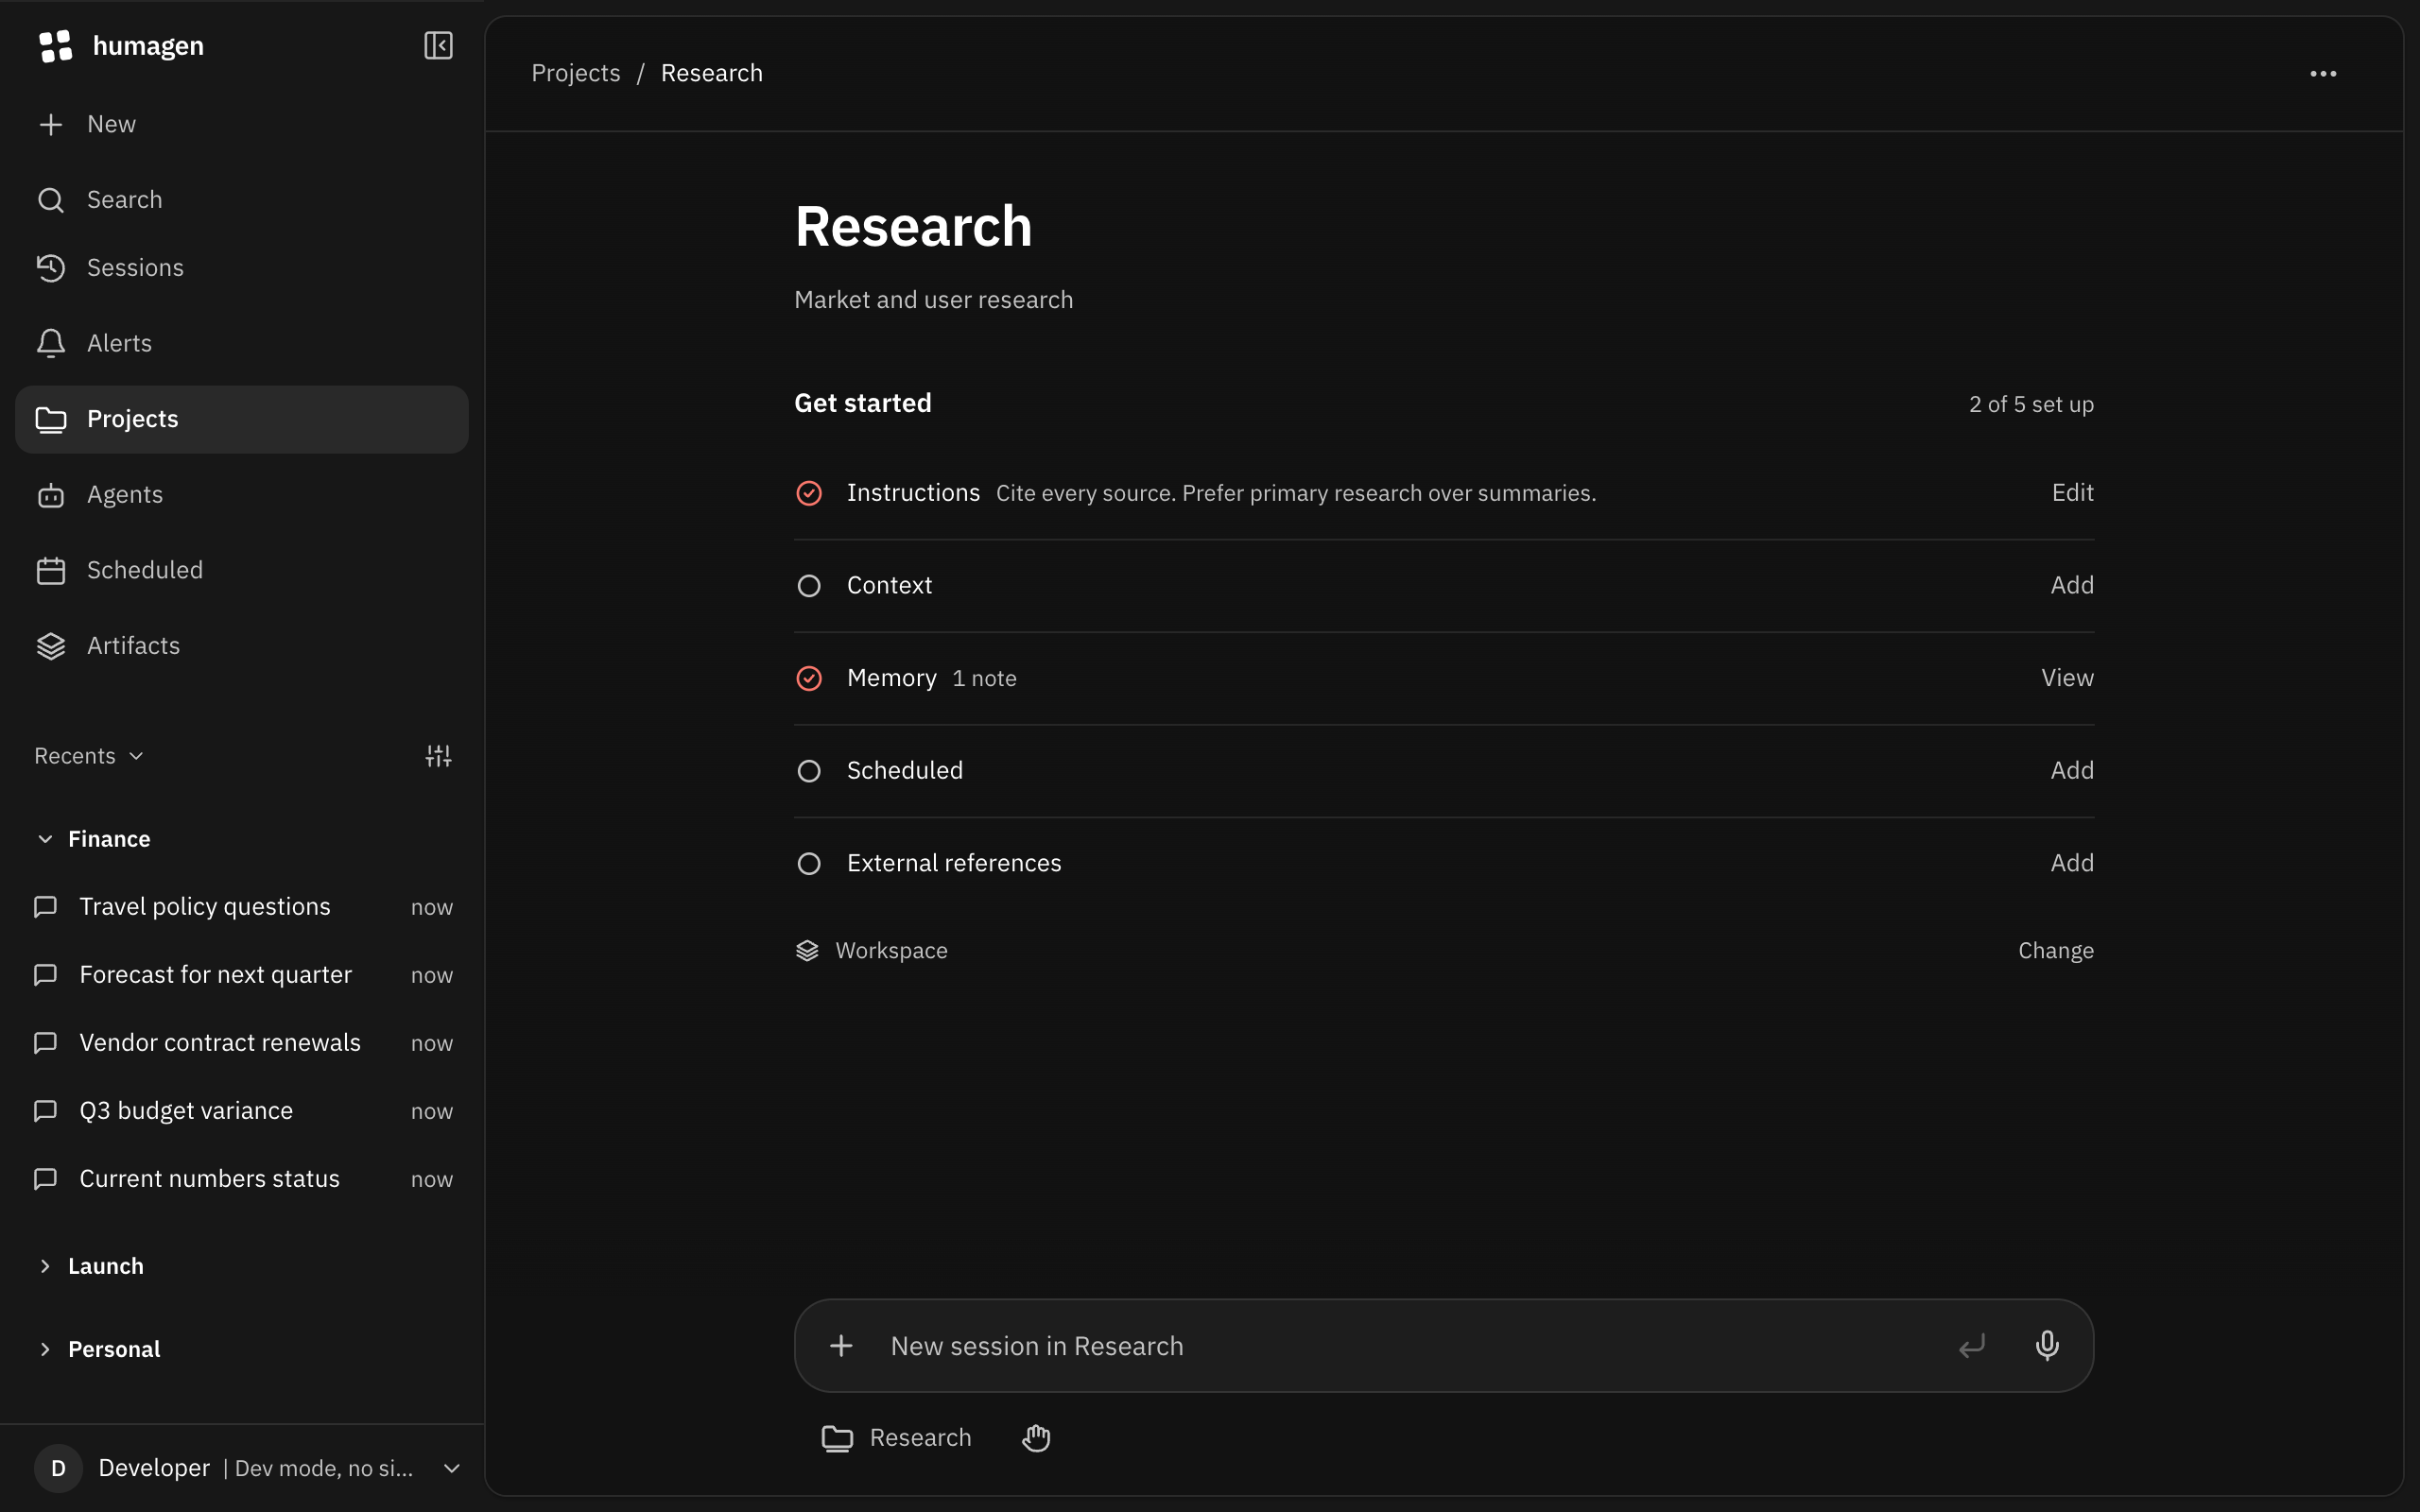 humagen
New
Search
Sessions
Alerts
Projects
Agents
Scheduled
Artifacts
Recents
Finance
Travel policy questions now
Forecast for next quarter now
Vendor contract renewals now
Q3 budget variance now
Current numbers status now
Launch
Personal
D Developer | Dev mode, no si...
Projects / Research
Research
Market and user research
Get started 2 of 5 set up
Instructions Cite every source. Prefer primary research over summaries. Edit
Context Add
Memory 1 note View
Scheduled Add
External references Add
Workspace Change
New session in Research
Research